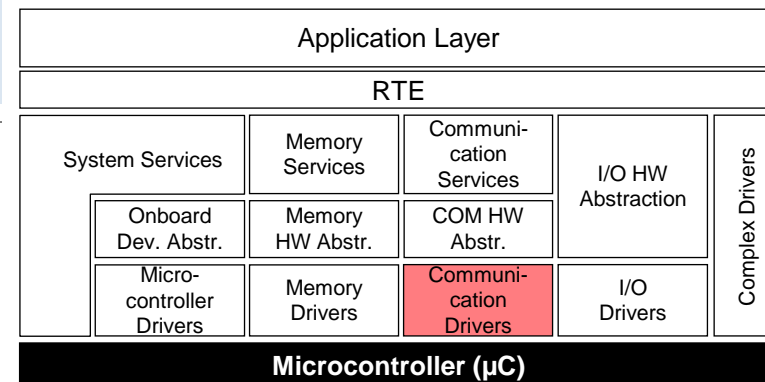 Application Layer
RTE
System Services
Memory
Services
Communi-
cation
Services
I/O HW
Abstraction
Complex Drivers
Onboard
Dev. Abstr.
Memory
HW Abstr.
COM HW
Abstr.
Micro-
controller
Drivers
Memory
Drivers
Communi-
cation
Drivers
I/O
Drivers
Microcontroller (µC)